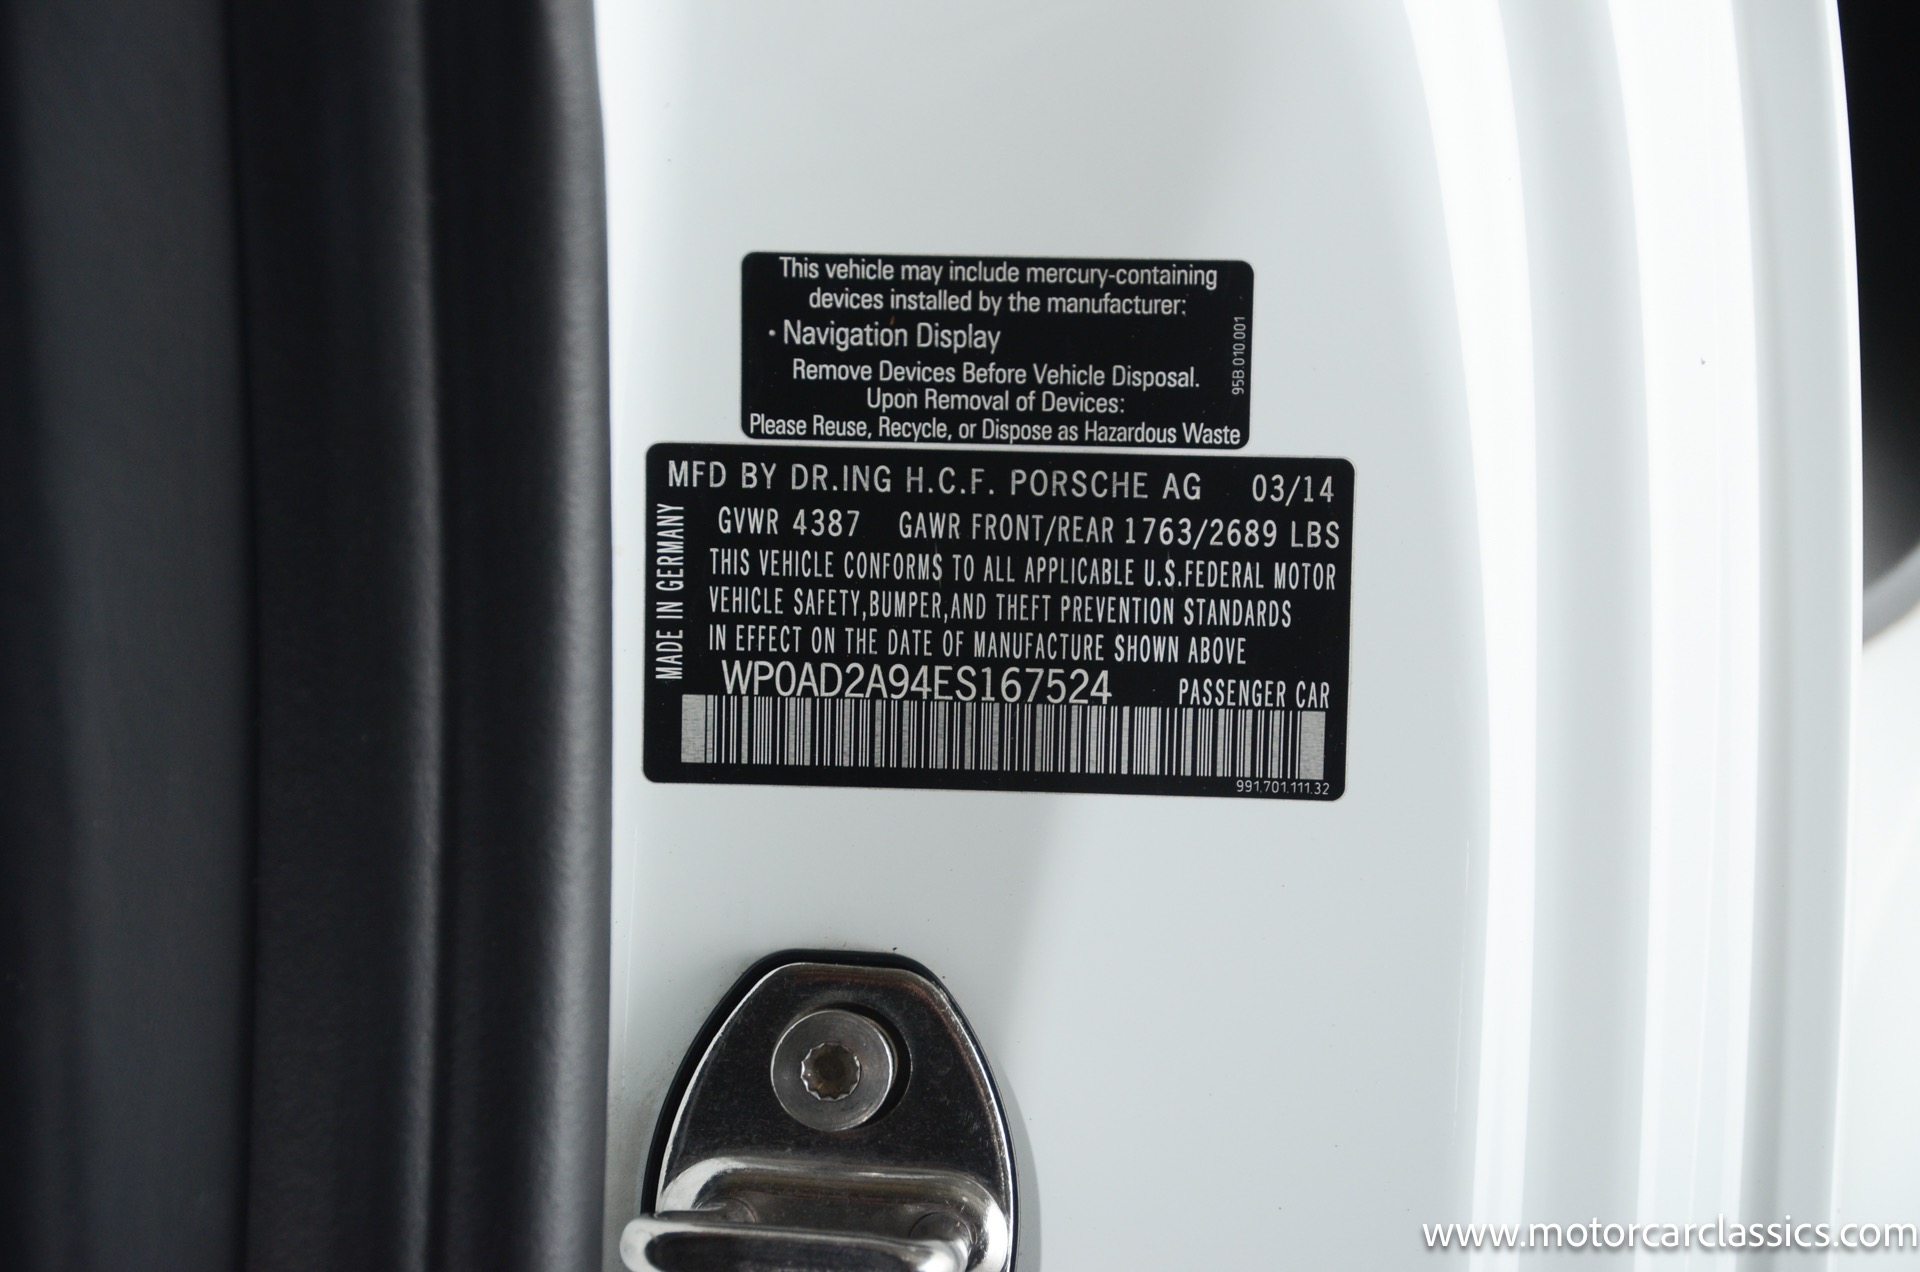 This vehicle may include mercury-containing
devices installed by the manufacturer:
· Navigation Display
Remove Devices Before Vehicle Disposal.
Upon Removal of Devices:
Please Reuse, Recycle, or Dispose as Hazardous Waste
95B 010 001
MFD BY DR.ING H.C.F. PORSCHE AG 03/14
GVWR 4387 GAWR FRONT/REAR 1763/2689 LBS
THIS VEHICLE CONFORMS TO ALL APPLICABLE U.S.FEDERAL MOTOR
VEHICLE SAFETY,BUMPER,AND THEFT PREVENTION STANDARDS
IN EFFECT ON THE DATE OF MANUFACTURE SHOWN ABOVE
WP0AD2A94ES167524 PASSENGER CAR
MADE IN GERMANY
991.701.111.32
www.motorcarclassics.com